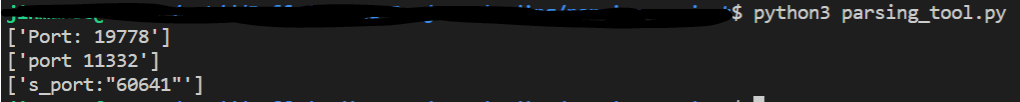 $ python3 parsing_tool.py
['Port: 19778']
['port 11332']
['s_port:"60641"']
$